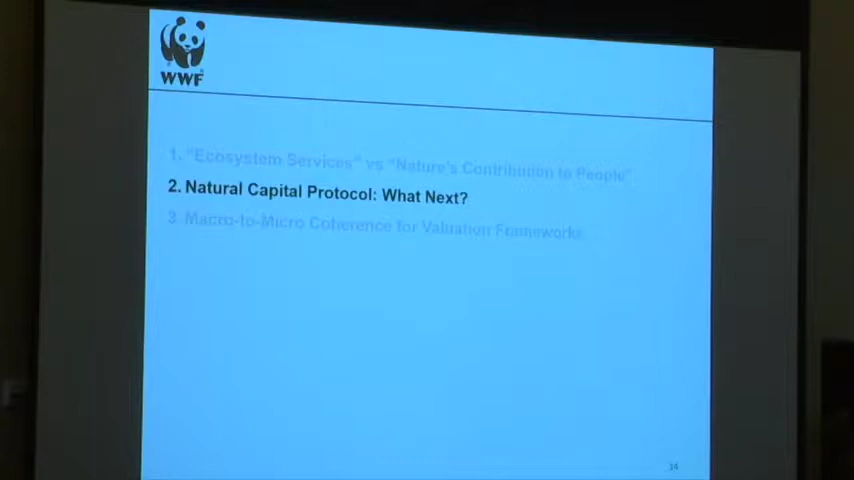 WWF
1. "Ecosystem Services" vs "Nature's Contribution to People"
2. Natural Capital Protocol: What Next?
3 Macro-to-Micro Coherence for Valuation Frameworks
14